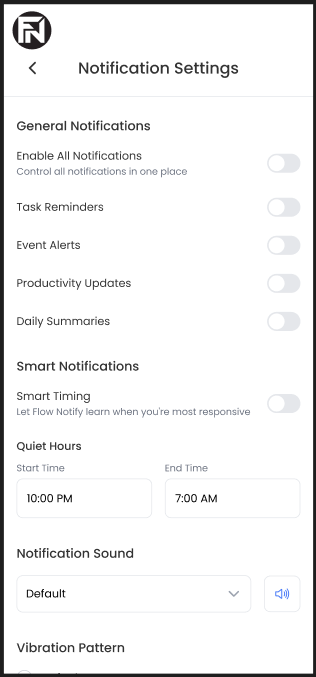 FN
Notification Settings
General Notifications
Enable All Notifications
Control all notifications in one place
Task Reminders
Event Alerts
Productivity Updates
Daily Summaries
Smart Notifications
Smart Timing
Let Flow Notify learn when you're most responsive
Quiet Hours
Start Time End Time
10:00 PM 7:00 AM
Notification Sound
Default
Vibration Pattern